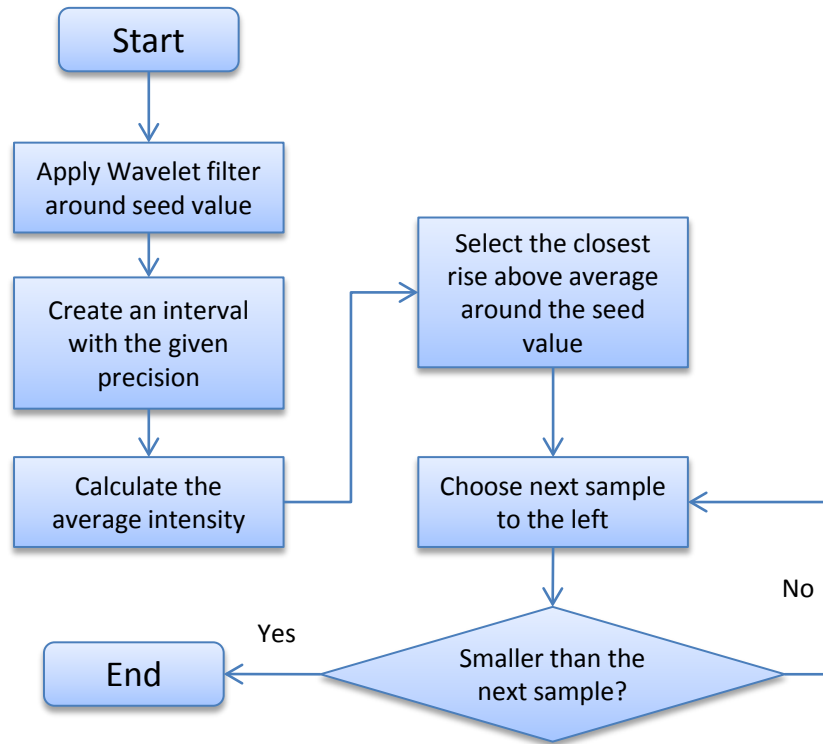 Start
Apply Wavelet filter
around seed value
Create an interval
with the given
precision
Calculate the
average intensity
Select the closest
rise above average
around the seed
value
Choose next sample
to the left
Smaller than the
next sample?
No
Yes
End